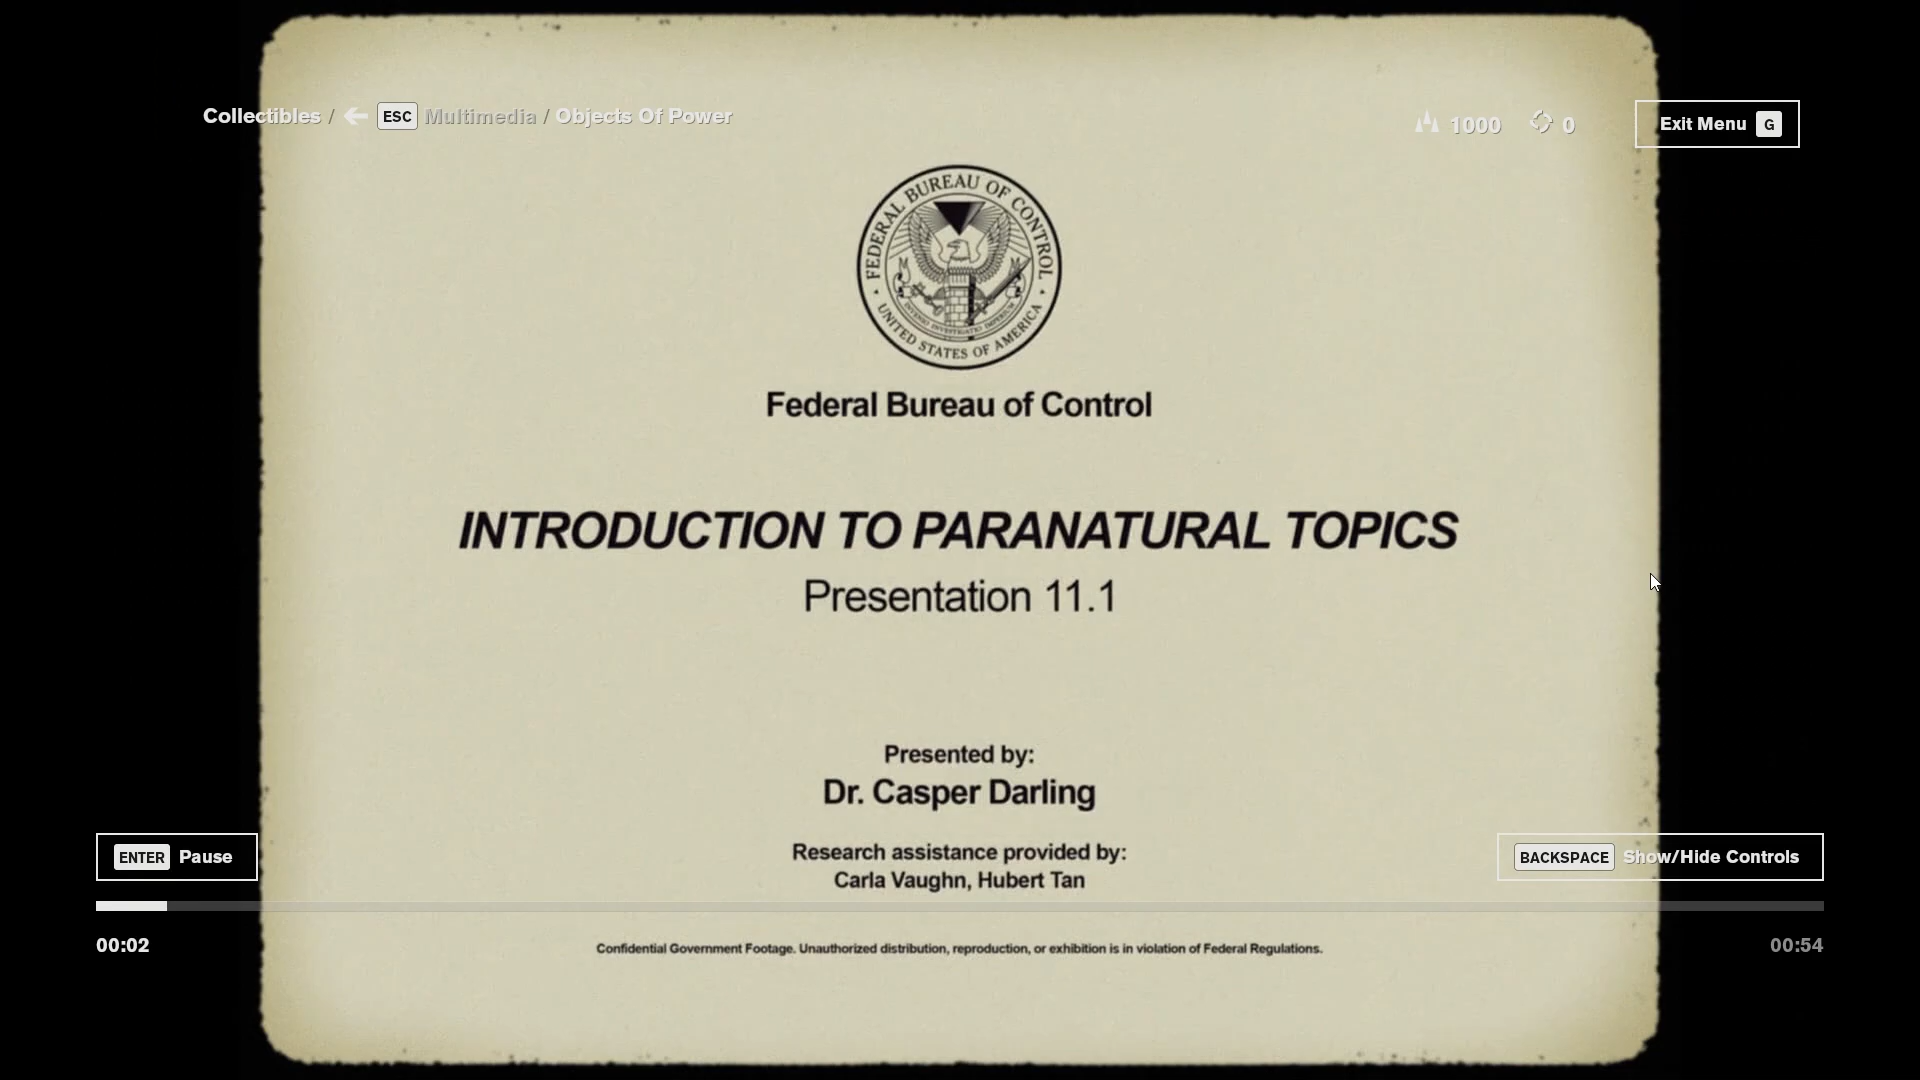 Collectibles / ESC Multimedia / Objects Of Power
1000 0
Exit Menu G
FEDERAL BUREAU OF CONTROL
INVENIO INVESTIGATIO IMPERIUM
UNITED STATES OF AMERICA
Federal Bureau of Control
INTRODUCTION TO PARANATURAL TOPICS
Presentation 11.1
Presented by:
Dr. Casper Darling
ENTER Pause
BACKSPACE Show/Hide Controls
Research assistance provided by:
Carla Vaughn, Hubert Tan
00:02
00:54
Confidential Government Footage. Unauthorized distribution, reproduction, or exhibition is in violation of Federal Regulations.